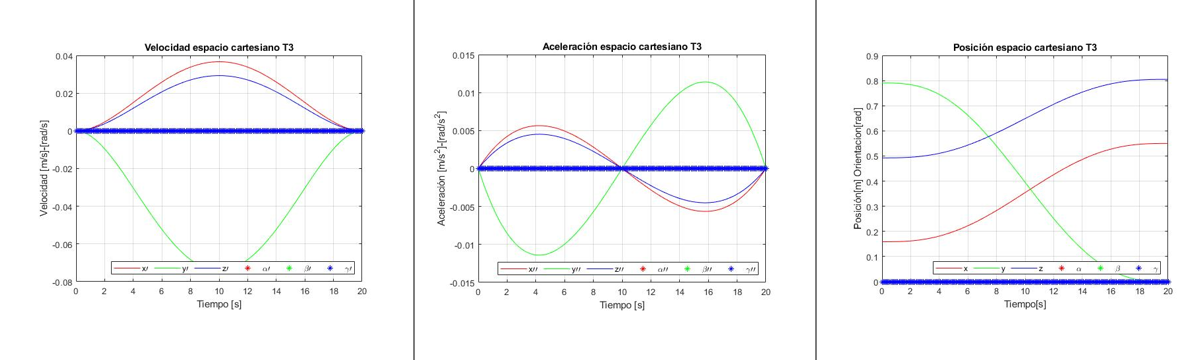 Velocidad espacio cartesiano T3
0.04
0.02
0
-0.02
-0.04
-0.06
-0.08
Velocidad [m/s]-[rad/s]
x′ y′ z′ α′ β′ γ′
0 2 4 6 8 10 12 14 16 18 20
Tiempo [s]
Aceleración espacio cartesiano T3
0.015
0.01
0.005
0
-0.005
-0.01
-0.015
Aceleración [m/s²]-[rad/s²]
x′′ y′′ z′′ α′′ β′′ γ′′
0 2 4 6 8 10 12 14 16 18 20
Tiempo [s]
Posición espacio cartesiano T3
0.9
0.8
0.7
0.6
0.5
0.4
0.3
0.2
0.1
0
Posición[m] Orientacion[rad]
x y z α β γ
0 2 4 6 8 10 12 14 16 18 20
Tiempo[s]